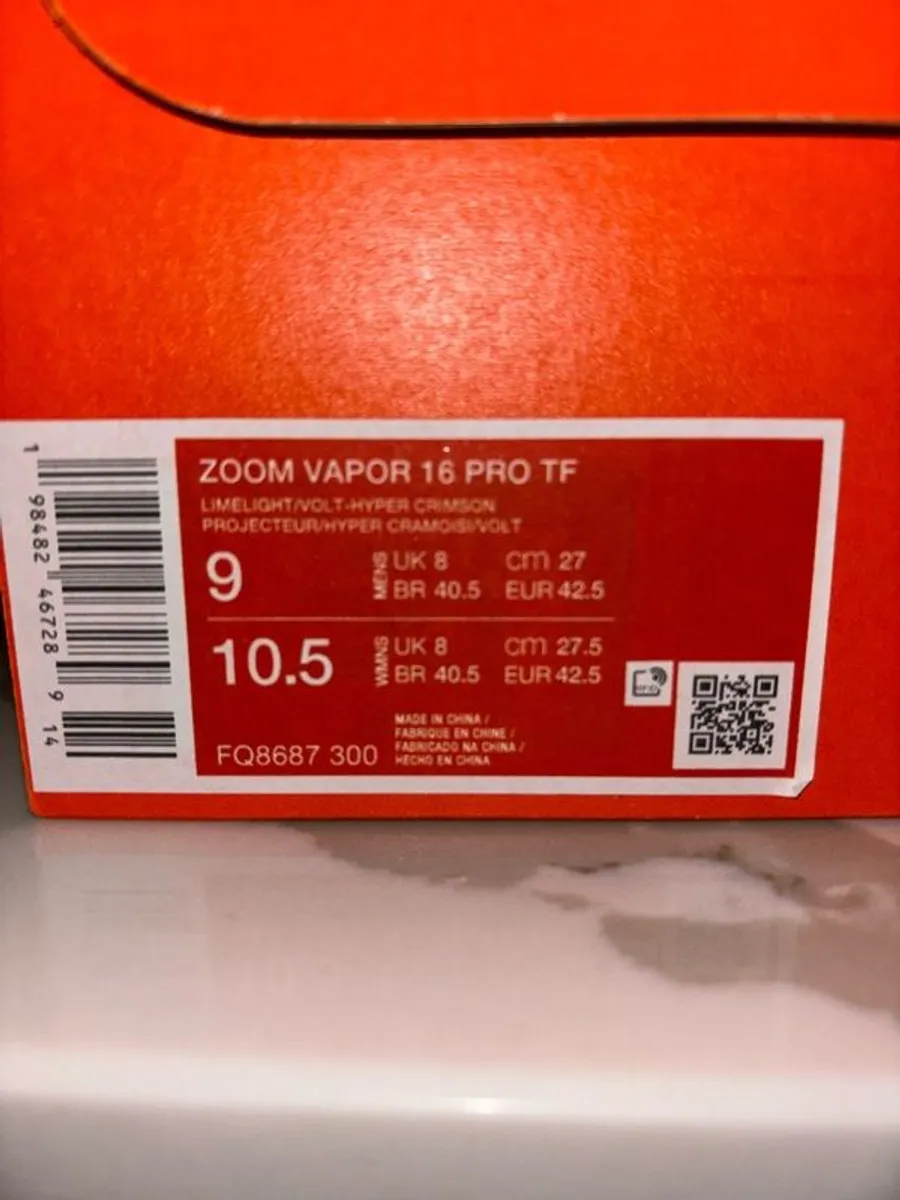 ZOOM VAPOR 16 PRO TF
LIMELIGHT/VOLT-HYPER CRIMSON
PROJECTEUR/HYPER CRAMOISI/VOLT
9 MENS UK 8 cm 27
BR 40.5 EUR 42.5
10.5 WMNS UK 8 cm 27.5
BR 40.5 EUR 42.5
MADE IN CHINA /
FABRIQUE EN CHINE /
FABRICADO NA CHINA /
HECHO EN CHINA
FQ8687 300
1 98482 46728 9 14
RFID